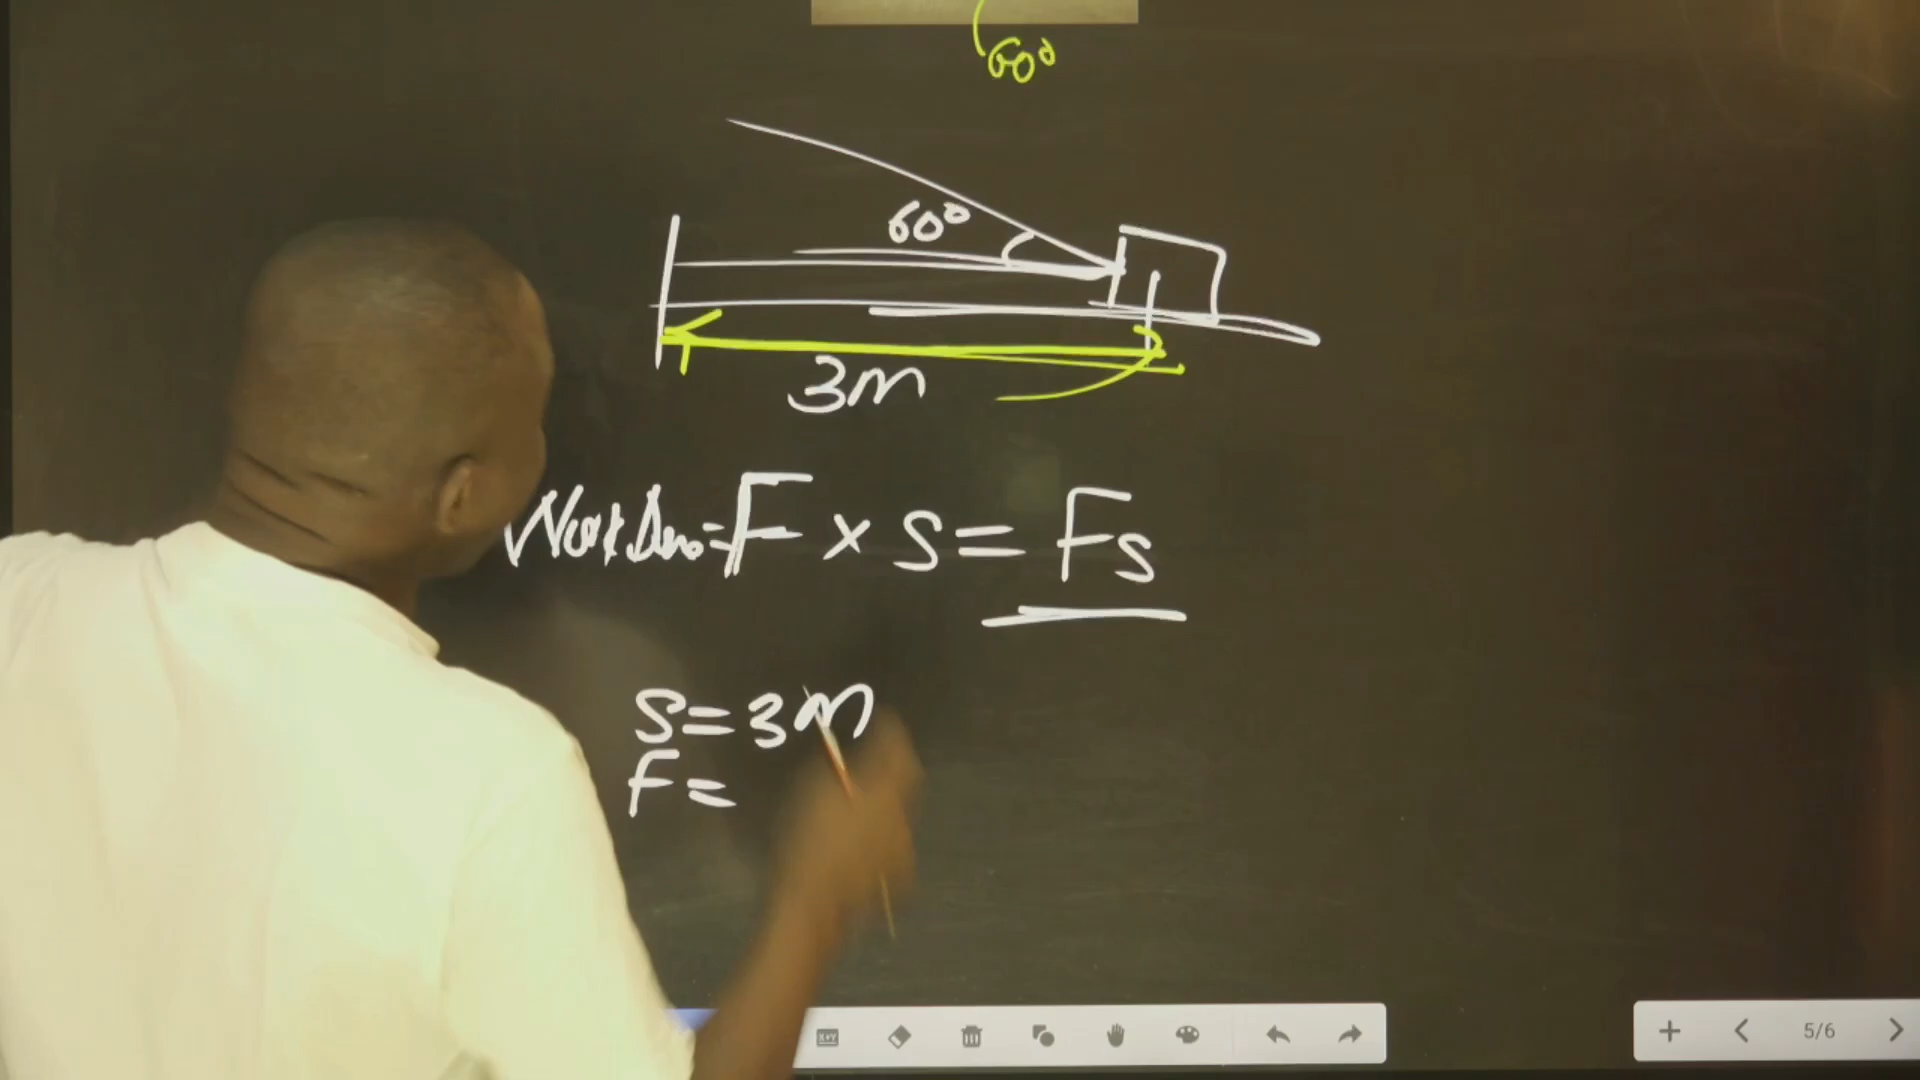 60°
60°
3m
Work Done = F × s = Fs
s = 3m
F =
5/6